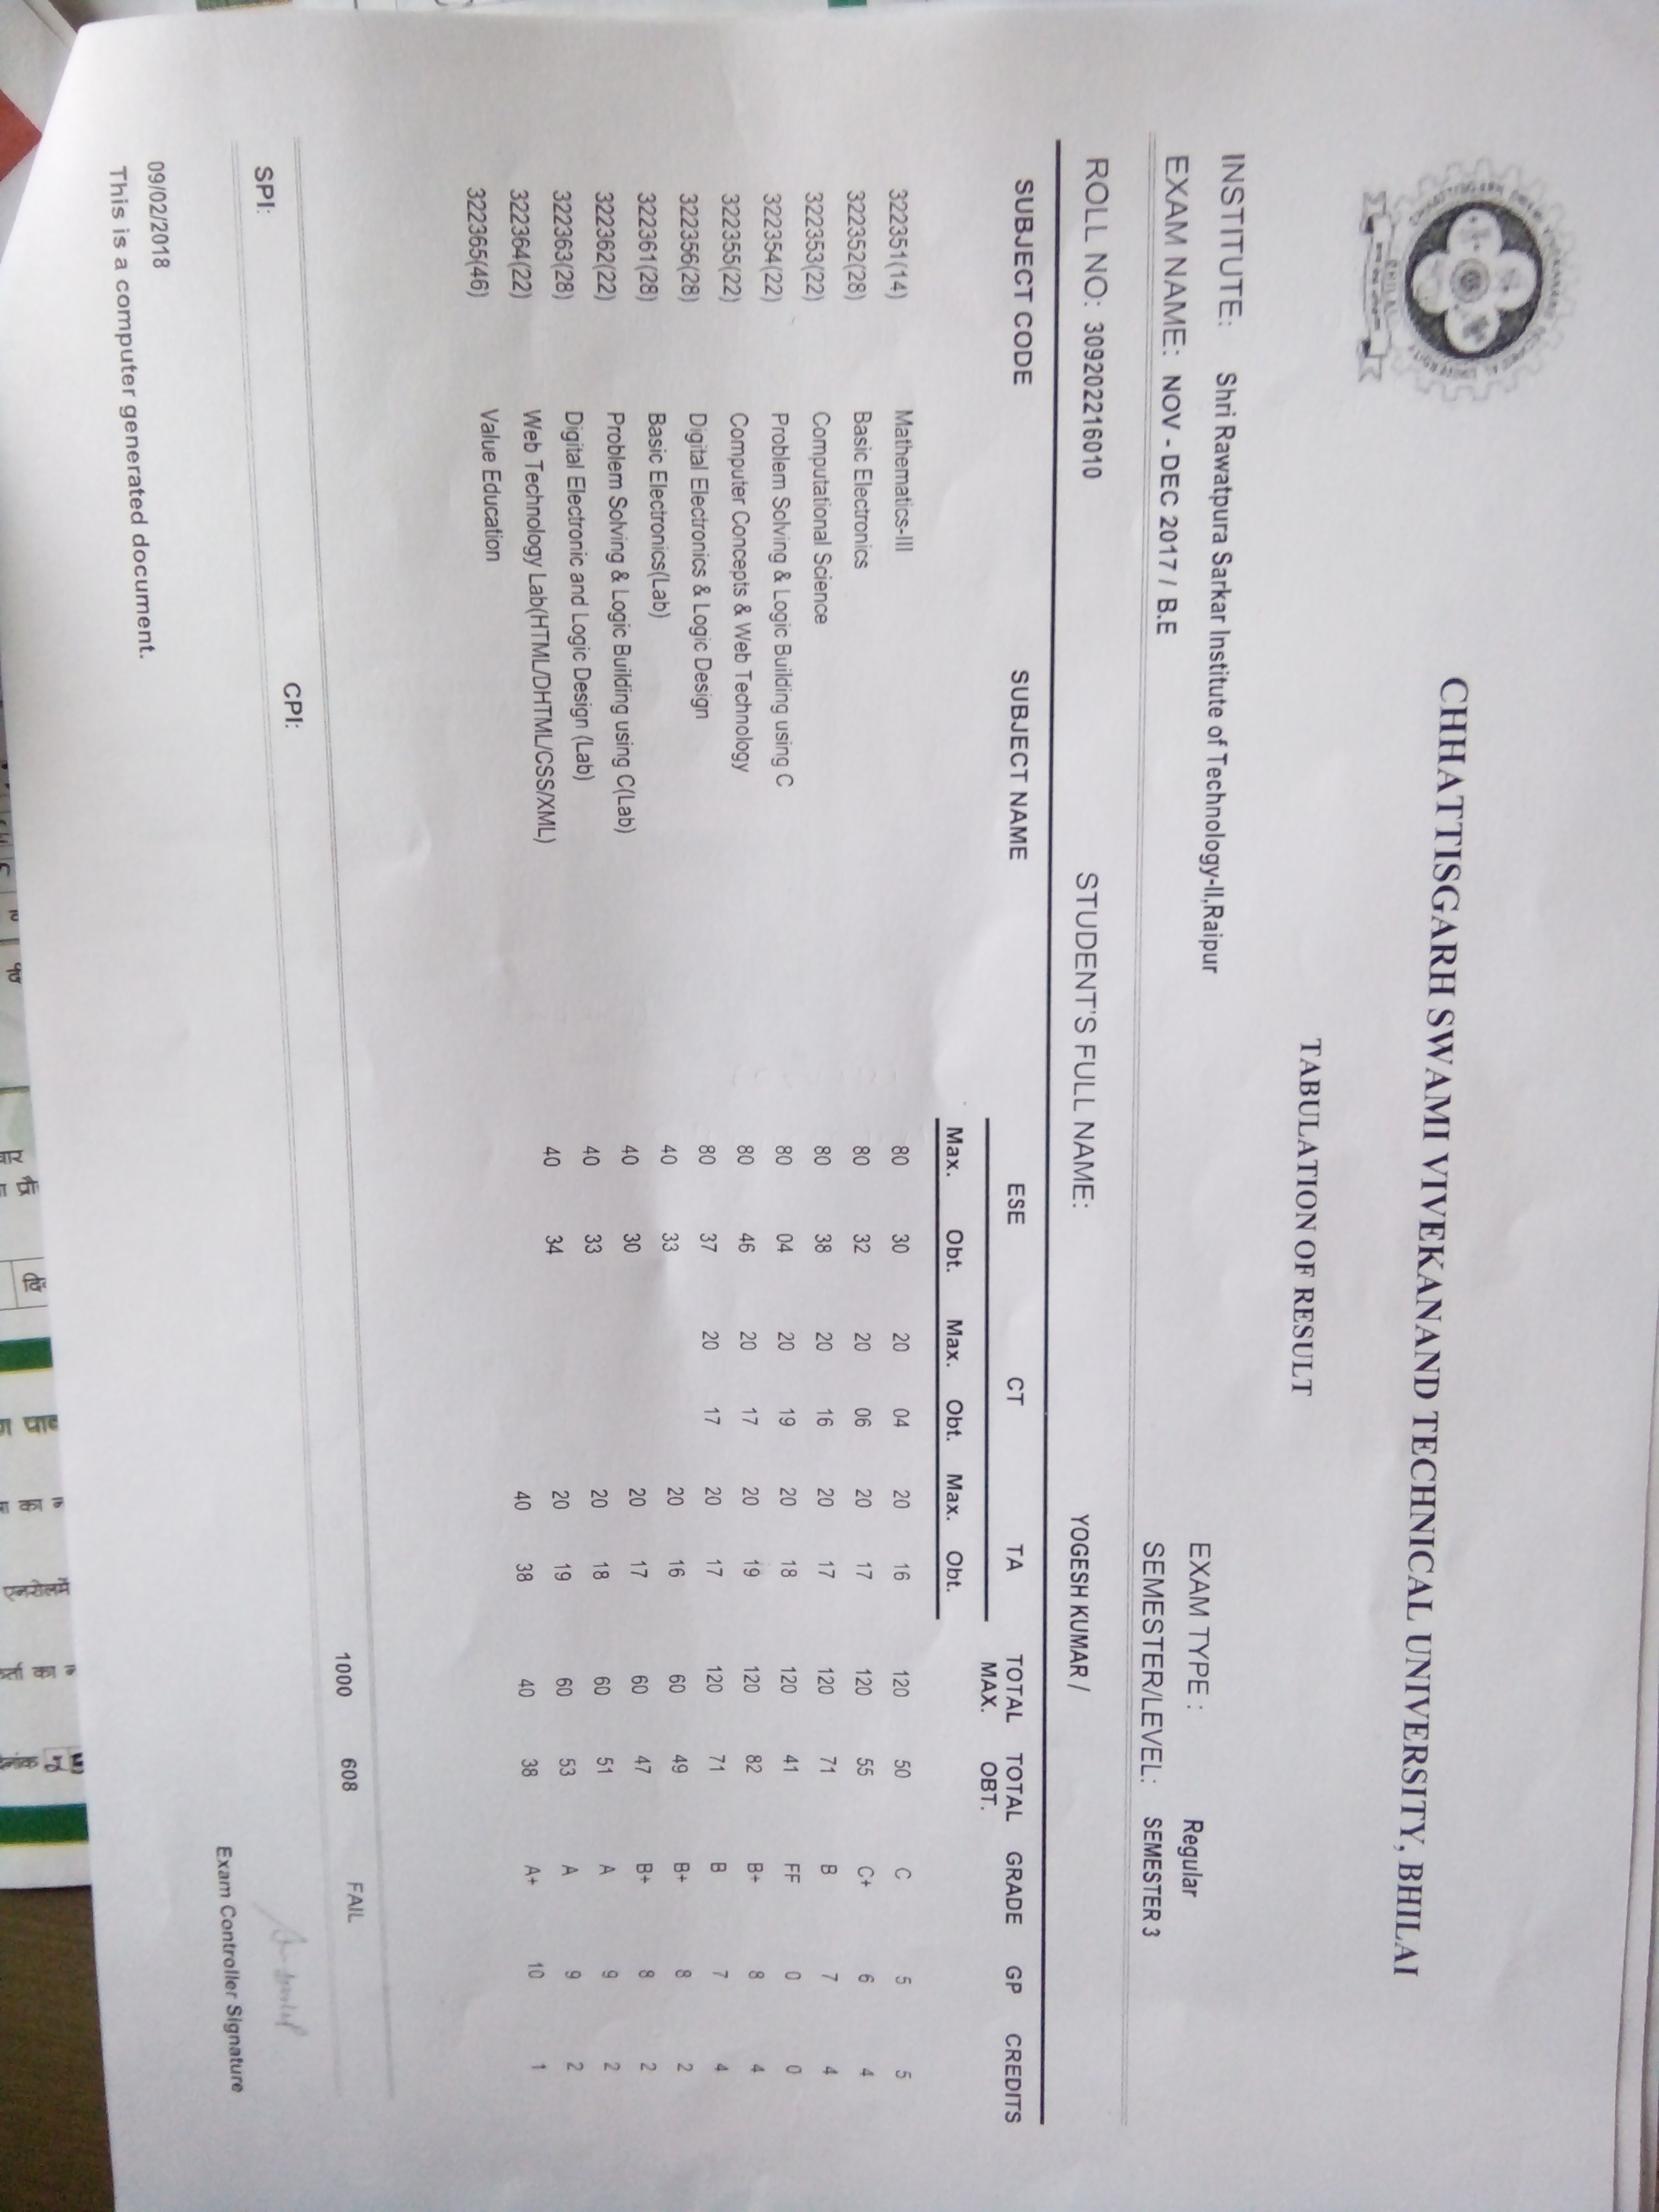 CHHATTISGARH SWAMI VIVEKANAND TECHNICAL UNIVERSITY, BHILAI
TABULATION OF RESULT
INSTITUTE: Shri Rawatpura Sarkar Institute of Technology-II,Raipur EXAM TYPE : Regular
EXAM NAME: NOV - DEC 2017 / B.E SEMESTER/LEVEL: SEMESTER 3
ROLL NO: 309202216010 STUDENT'S FULL NAME: YOGESH KUMAR /
SUBJECT CODE SUBJECT NAME ESE CT TA TOTAL MAX. TOTAL OBT. GRADE GP CREDITS
Max. Obt. Max. Obt. Max. Obt.
322351(14) Mathematics-III 80 30 20 04 20 16 120 50 C 5 5
322352(28) Basic Electronics 80 32 20 06 20 17 120 55 C+ 6 4
322353(22) Computational Science 80 38 20 16 20 17 120 71 B 7 4
322354(22) Problem Solving & Logic Building using C 80 04 20 19 20 18 120 41 FF 0 0
322355(22) Computer Concepts & Web Technology 80 46 20 17 20 19 120 82 B+ 8 4
322356(28) Digital Electronics & Logic Design 80 37 20 17 20 17 120 71 B 7 4
322361(28) Basic Electronics(Lab) 40 33 20 16 60 49 B+ 8 2
322362(22) Problem Solving & Logic Building using C(Lab) 40 30 20 17 60 47 B+ 8 2
322363(28) Digital Electronic and Logic Design (Lab) 40 33 20 18 60 51 A 9 2
322364(22) Web Technology Lab(HTML/DHTML/CSS/XML) 40 34 20 19 60 53 A 9 2
322365(46) Value Education 40 38 40 38 A+ 10 1
1000 608 FAIL
SPI: CPI:
Exam Controller Signature
09/02/2018
This is a computer generated document.